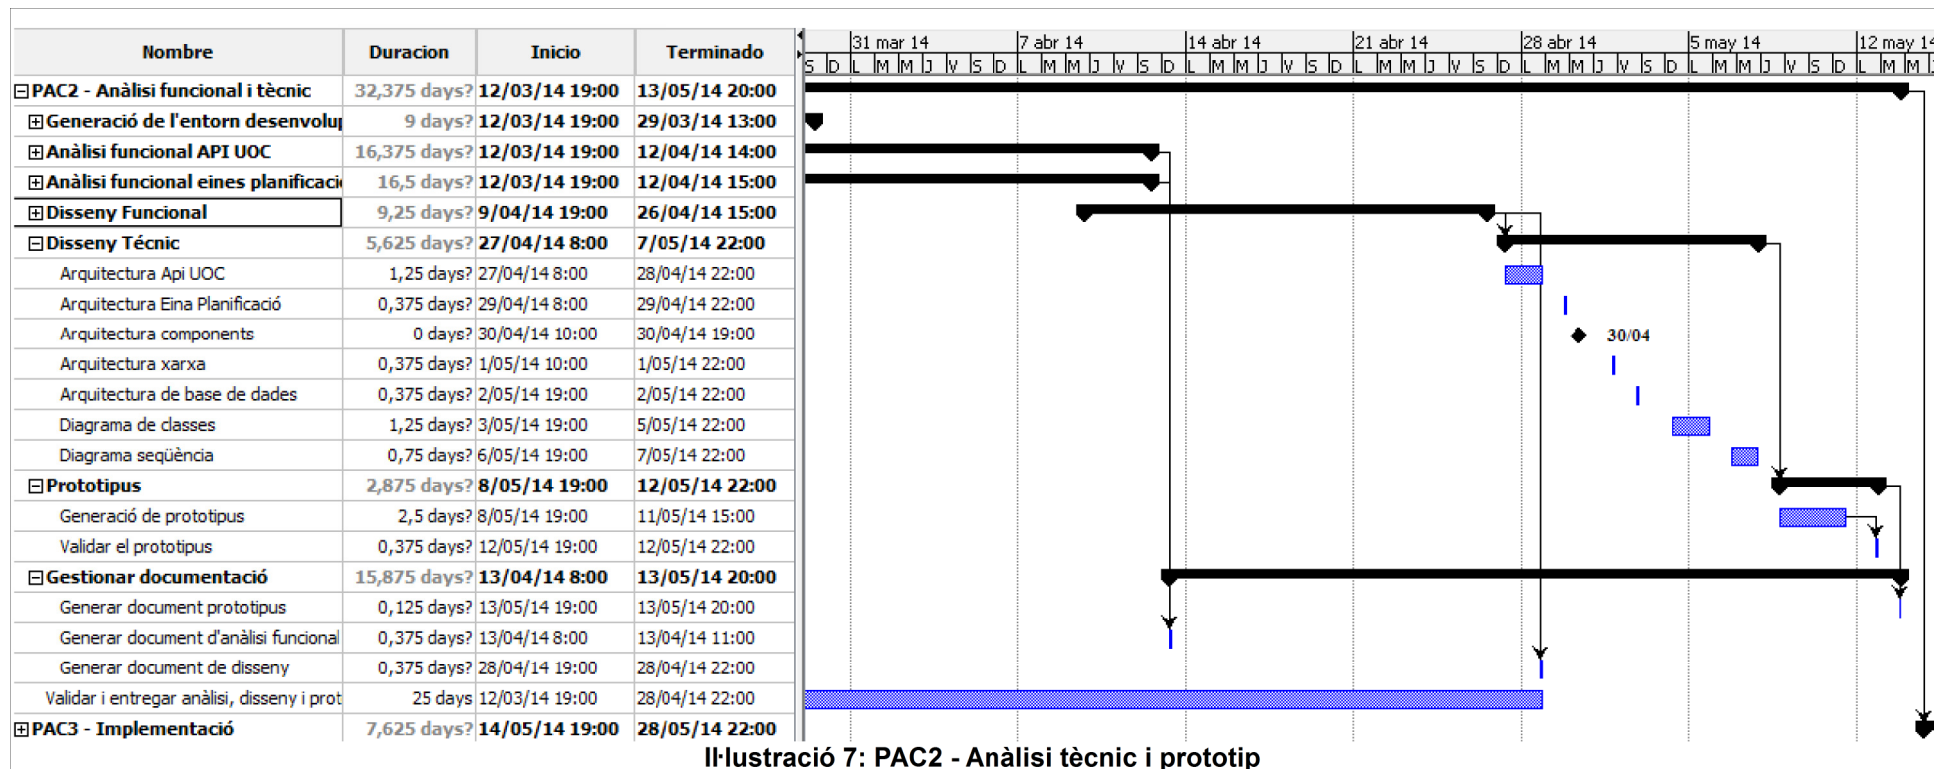 Nombre Duracion Inicio Terminado 31 mar 14 7 abr 14 14 abr 14 21 abr 14 28 abr 14 5 may 14 12 may 14
S D L M M J V S D L M M J V S D L M M J V S D L M M J V S D L M M J V S D L M M J V S D L M M J
PAC2 - Anàlisi funcional i tècnic 32,375 days? 12/03/14 19:00 13/05/14 20:00
Generació de l'entorn desenvolu 9 days? 12/03/14 19:00 29/03/14 13:00
Anàlisi funcional API UOC 16,375 days? 12/03/14 19:00 12/04/14 14:00
Anàlisi funcional eines planificaci 16,5 days? 12/03/14 19:00 12/04/14 15:00
Disseny Funcional 9,25 days? 9/04/14 19:00 26/04/14 15:00
Disseny Técnic 5,625 days? 27/04/14 8:00 7/05/14 22:00
Arquitectura Api UOC 1,25 days? 27/04/14 8:00 28/04/14 22:00
Arquitectura Eina Planificació 0,375 days? 29/04/14 8:00 29/04/14 22:00
Arquitectura components 0 days? 30/04/14 10:00 30/04/14 19:00 30/04
Arquitectura xarxa 0,375 days? 1/05/14 10:00 1/05/14 22:00
Arquitectura de base de dades 0,375 days? 2/05/14 19:00 2/05/14 22:00
Diagrama de classes 1,25 days? 3/05/14 19:00 5/05/14 22:00
Diagrama seqüència 0,75 days? 6/05/14 19:00 7/05/14 22:00
Prototipus 2,875 days? 8/05/14 19:00 12/05/14 22:00
Generació de prototipus 2,5 days? 8/05/14 19:00 11/05/14 15:00
Validar el prototipus 0,375 days? 12/05/14 19:00 12/05/14 22:00
Gestionar documentació 15,875 days? 13/04/14 8:00 13/05/14 20:00
Generar document prototipus 0,125 days? 13/05/14 19:00 13/05/14 20:00
Generar document d'anàlisi funcional 0,375 days? 13/04/14 8:00 13/04/14 11:00
Generar document de disseny 0,375 days? 28/04/14 19:00 28/04/14 22:00
Validar i entregar anàlisi, disseny i prot 25 days 12/03/14 19:00 28/04/14 22:00
PAC3 - Implementació 7,625 days? 14/05/14 19:00 28/05/14 22:00
Il·lustració 7: PAC2 - Anàlisi tècnic i prototip